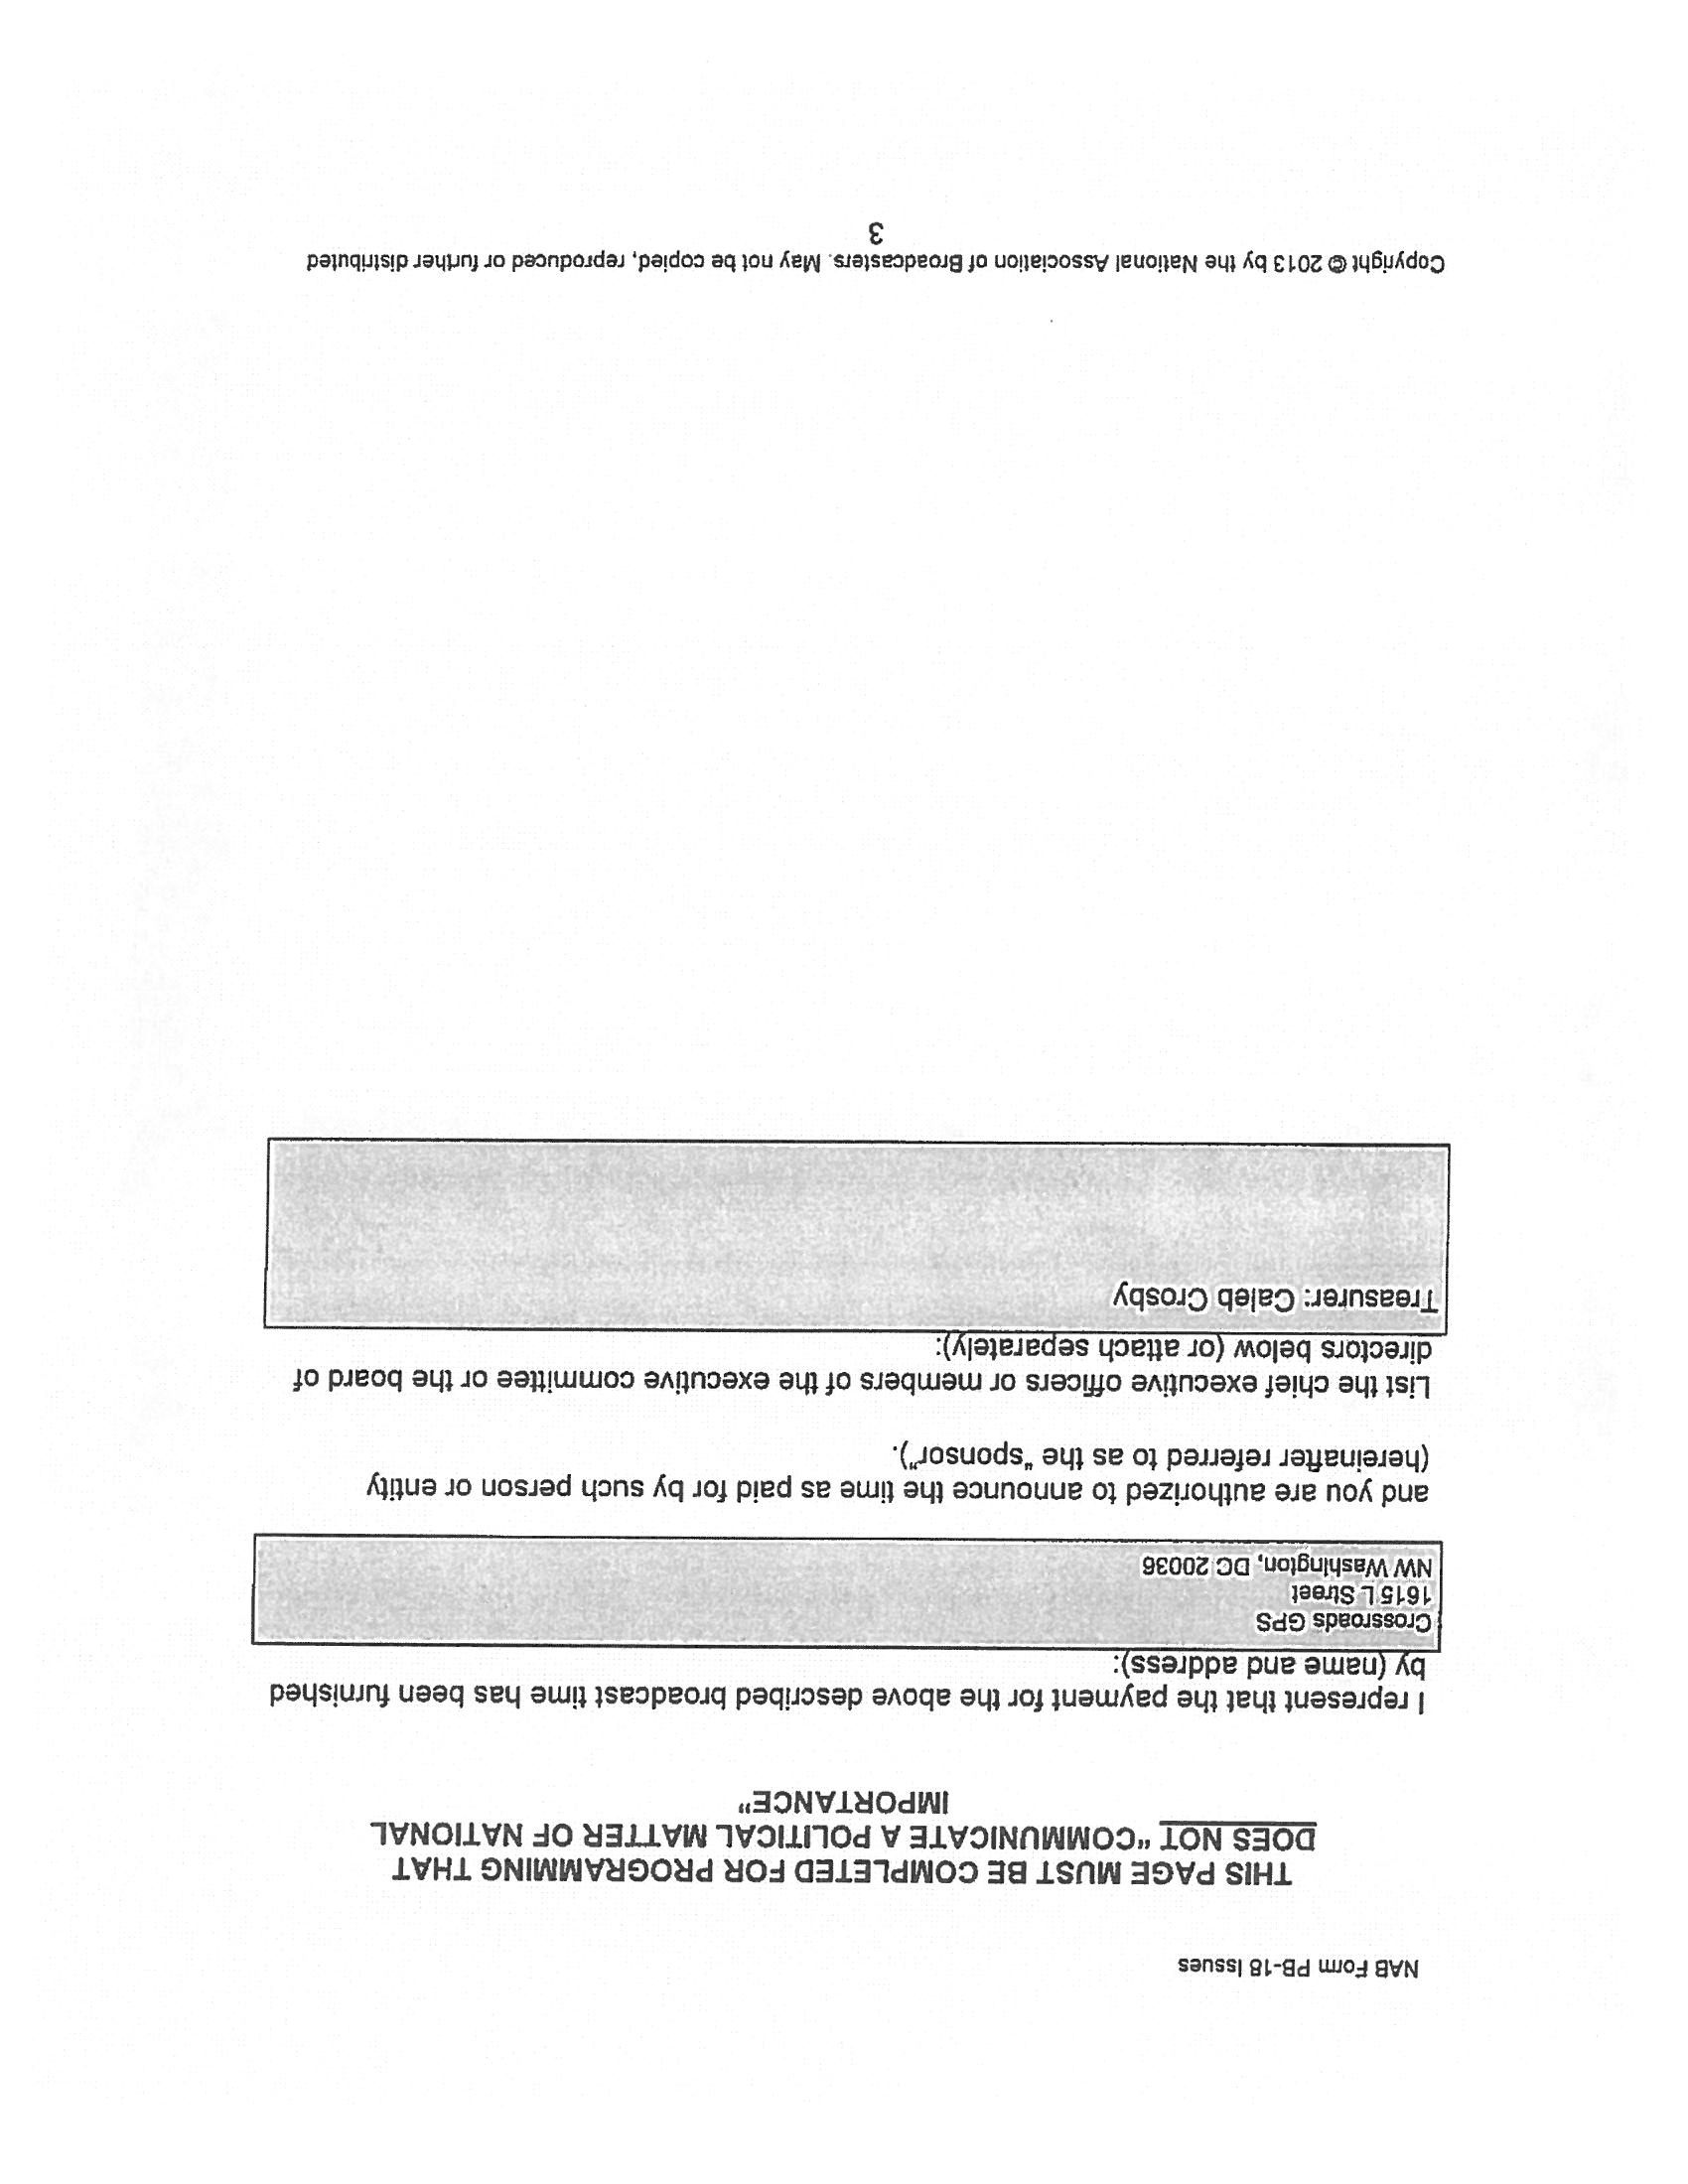 NAB Form PB-18 Issues
THIS PAGE MUST BE COMPLETED FOR PROGRAMMING THAT
DOES NOT "COMMUNICATE A POLITICAL MATTER OF NATIONAL
IMPORTANCE"
I represent that the payment for the above described broadcast time has been furnished
by (name and address):
Crossroads GPS
1615 L Street
NW Washington, DC 20036
and you are authorized to announce the time as paid for by such person or entity
(hereinafter referred to as the "sponsor").
List the chief executive officers or members of the executive committee or the board of
directors below (or attach separately):
Treasurer: Caleb Crosby
Copyright © 2013 by the National Association of Broadcasters. May not be copied, reproduced or further distributed
3